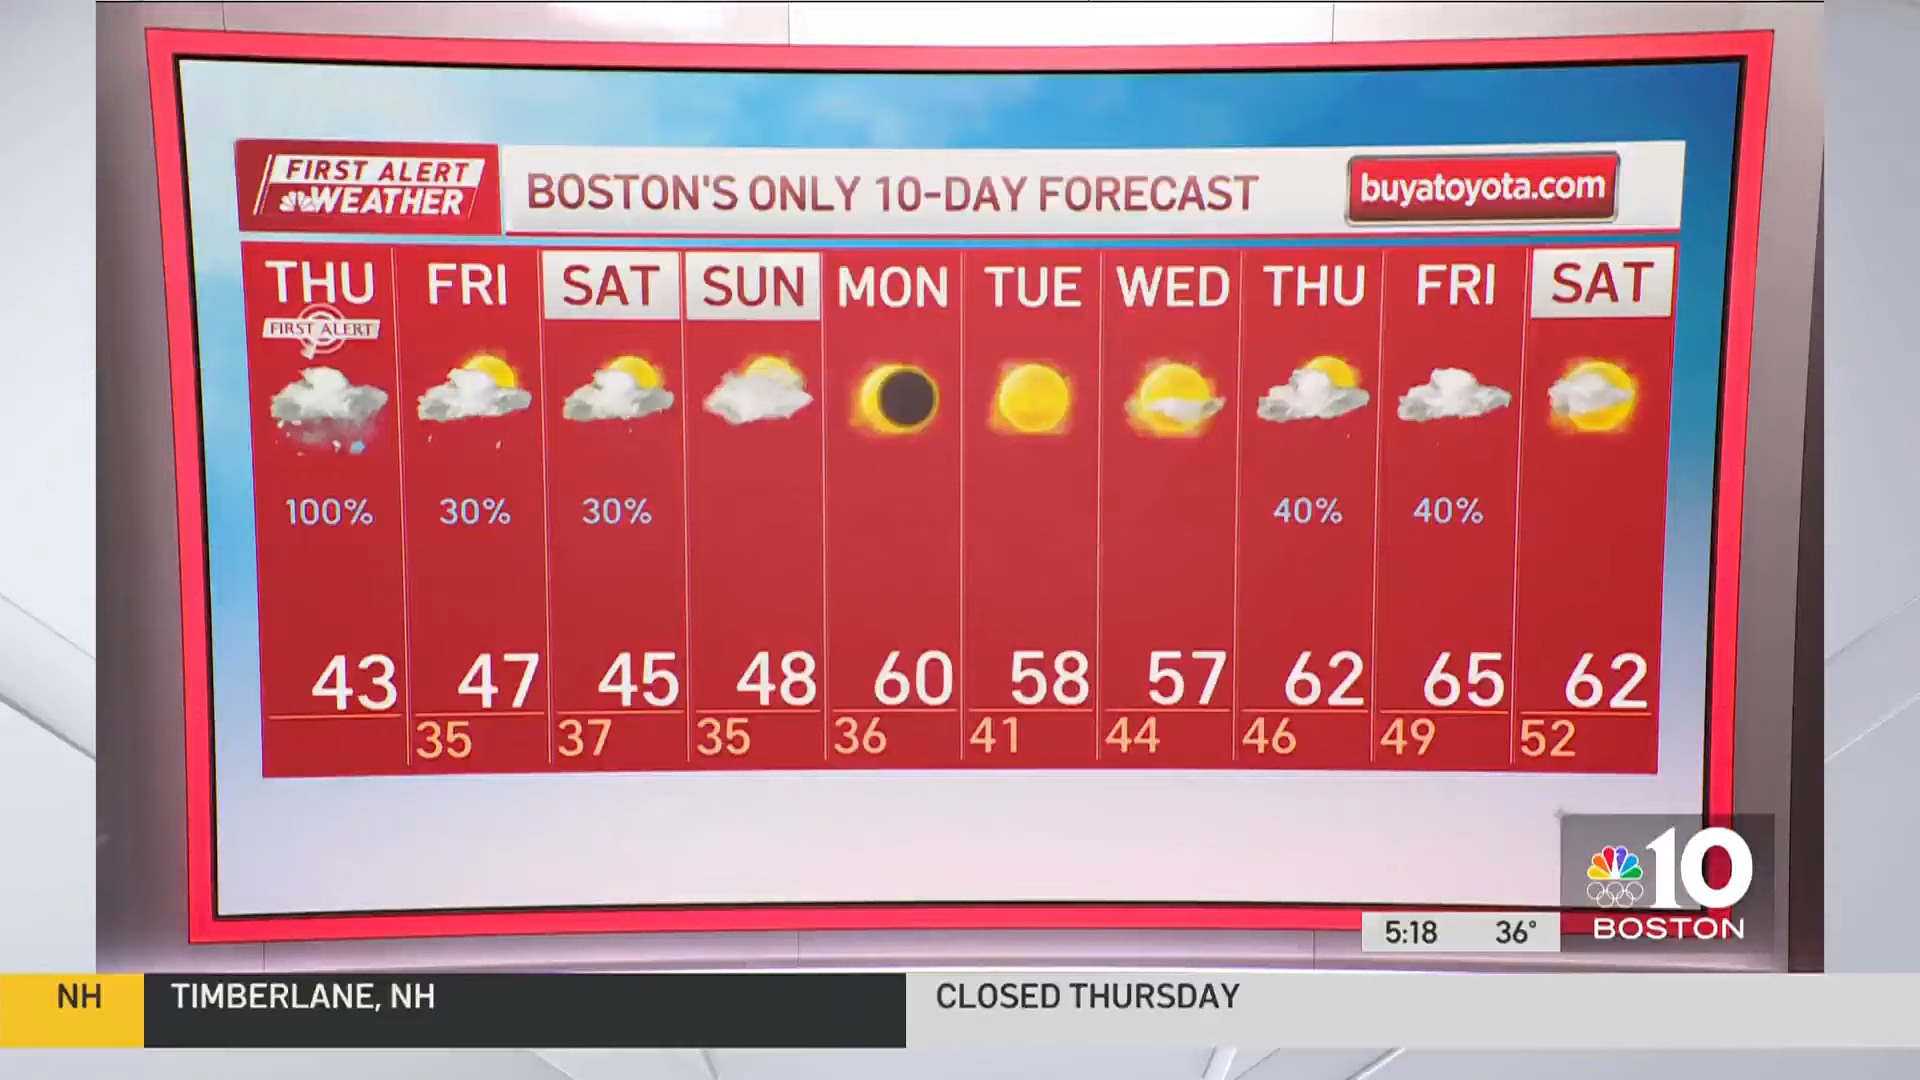 FIRST ALERT
WEATHER
BOSTON'S ONLY 10-DAY FORECAST
buyatoyota.com
THU FRI SAT SUN MON TUE WED THU FRI SAT
FIRST ALERT
100% 30% 30% 40% 40%
43 47 45 48 60 58 57 62 65 62
35 37 35 36 41 44 46 49 52
10
BOSTON
5:18 36°
NH TIMBERLANE, NH CLOSED THURSDAY